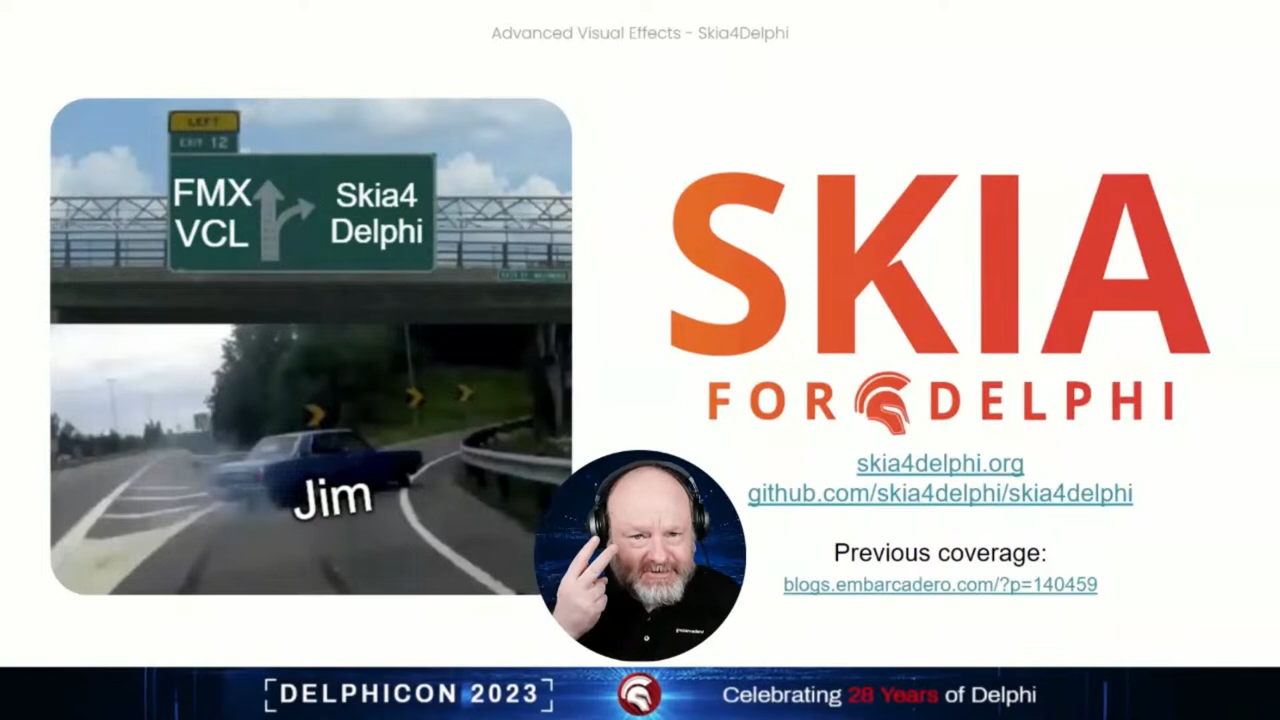 Advanced Visual Effects - Skia4Delphi
LEFT
EXIT 12
FMX
VCL
Skia4
Delphi
Jim
SKIA
FOR DELPHI
skia4delphi.org
github.com/skia4delphi/skia4delphi
Previous coverage:
blogs.embarcadero.com/?p=140459
DELPHICON 2023
Celebrating 28 Years of Delphi